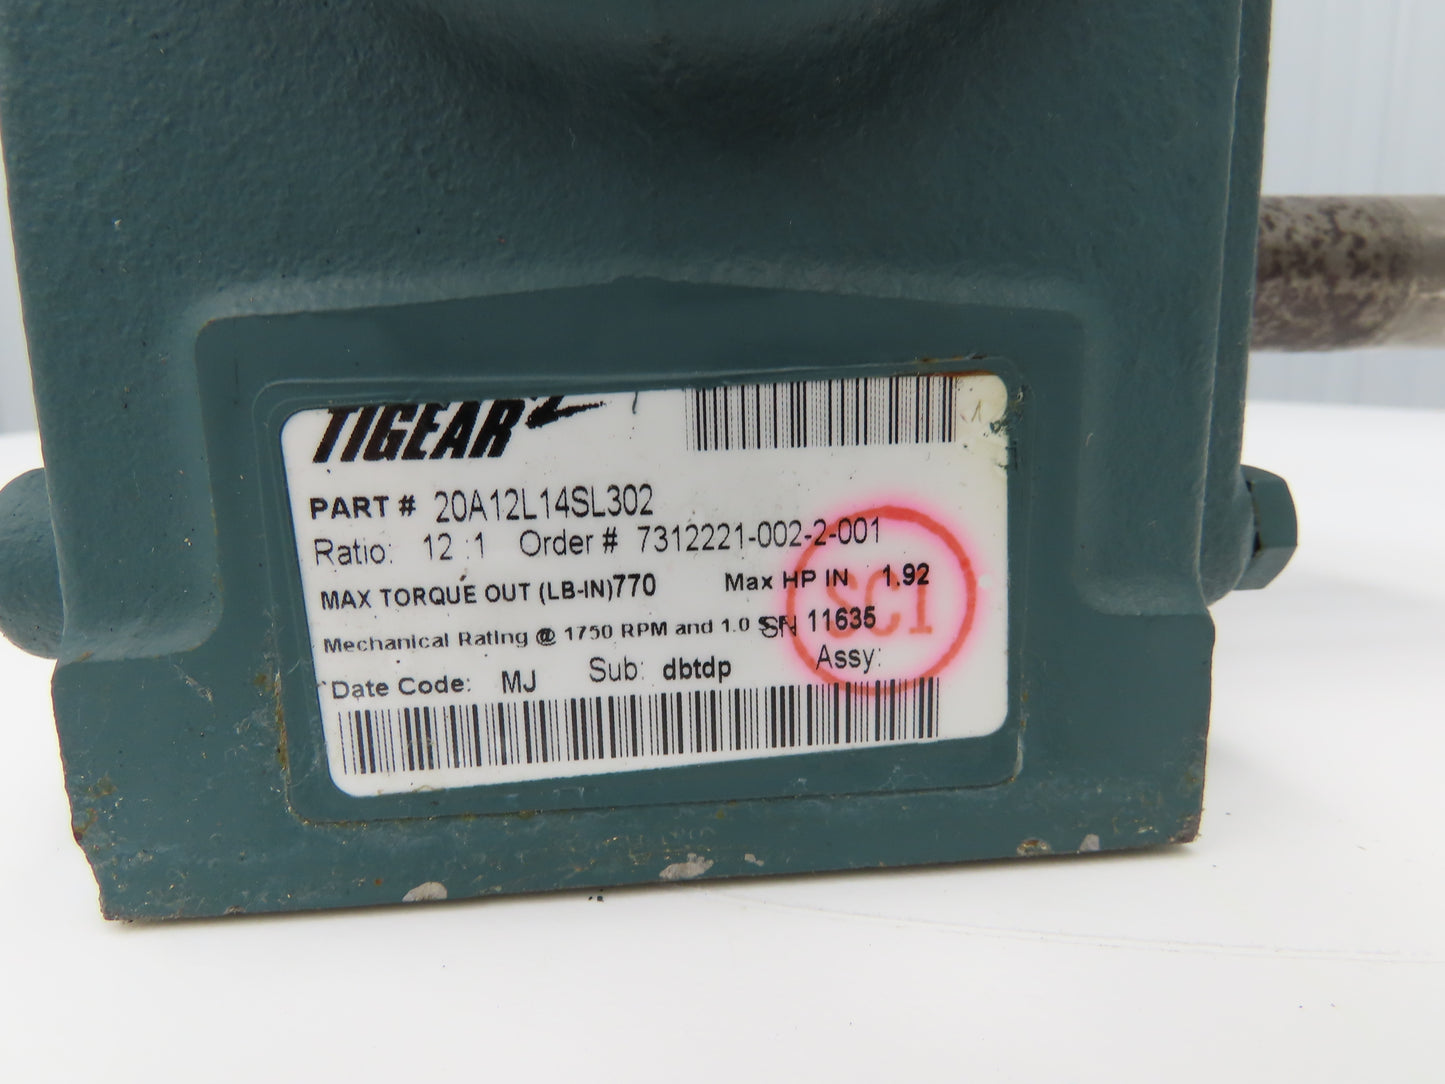 TIGEAR 2
PART # 20A12L14SL302
Ratio: 12 :1 Order # 7312221-002-2-001
MAX TORQUE OUT (LB-IN)770 Max HP IN 1.92
Mechanical Rating @ 1750 RPM and 1.0 SN 11635
Date Code: MJ Sub: dbtdp Assy:
SCI